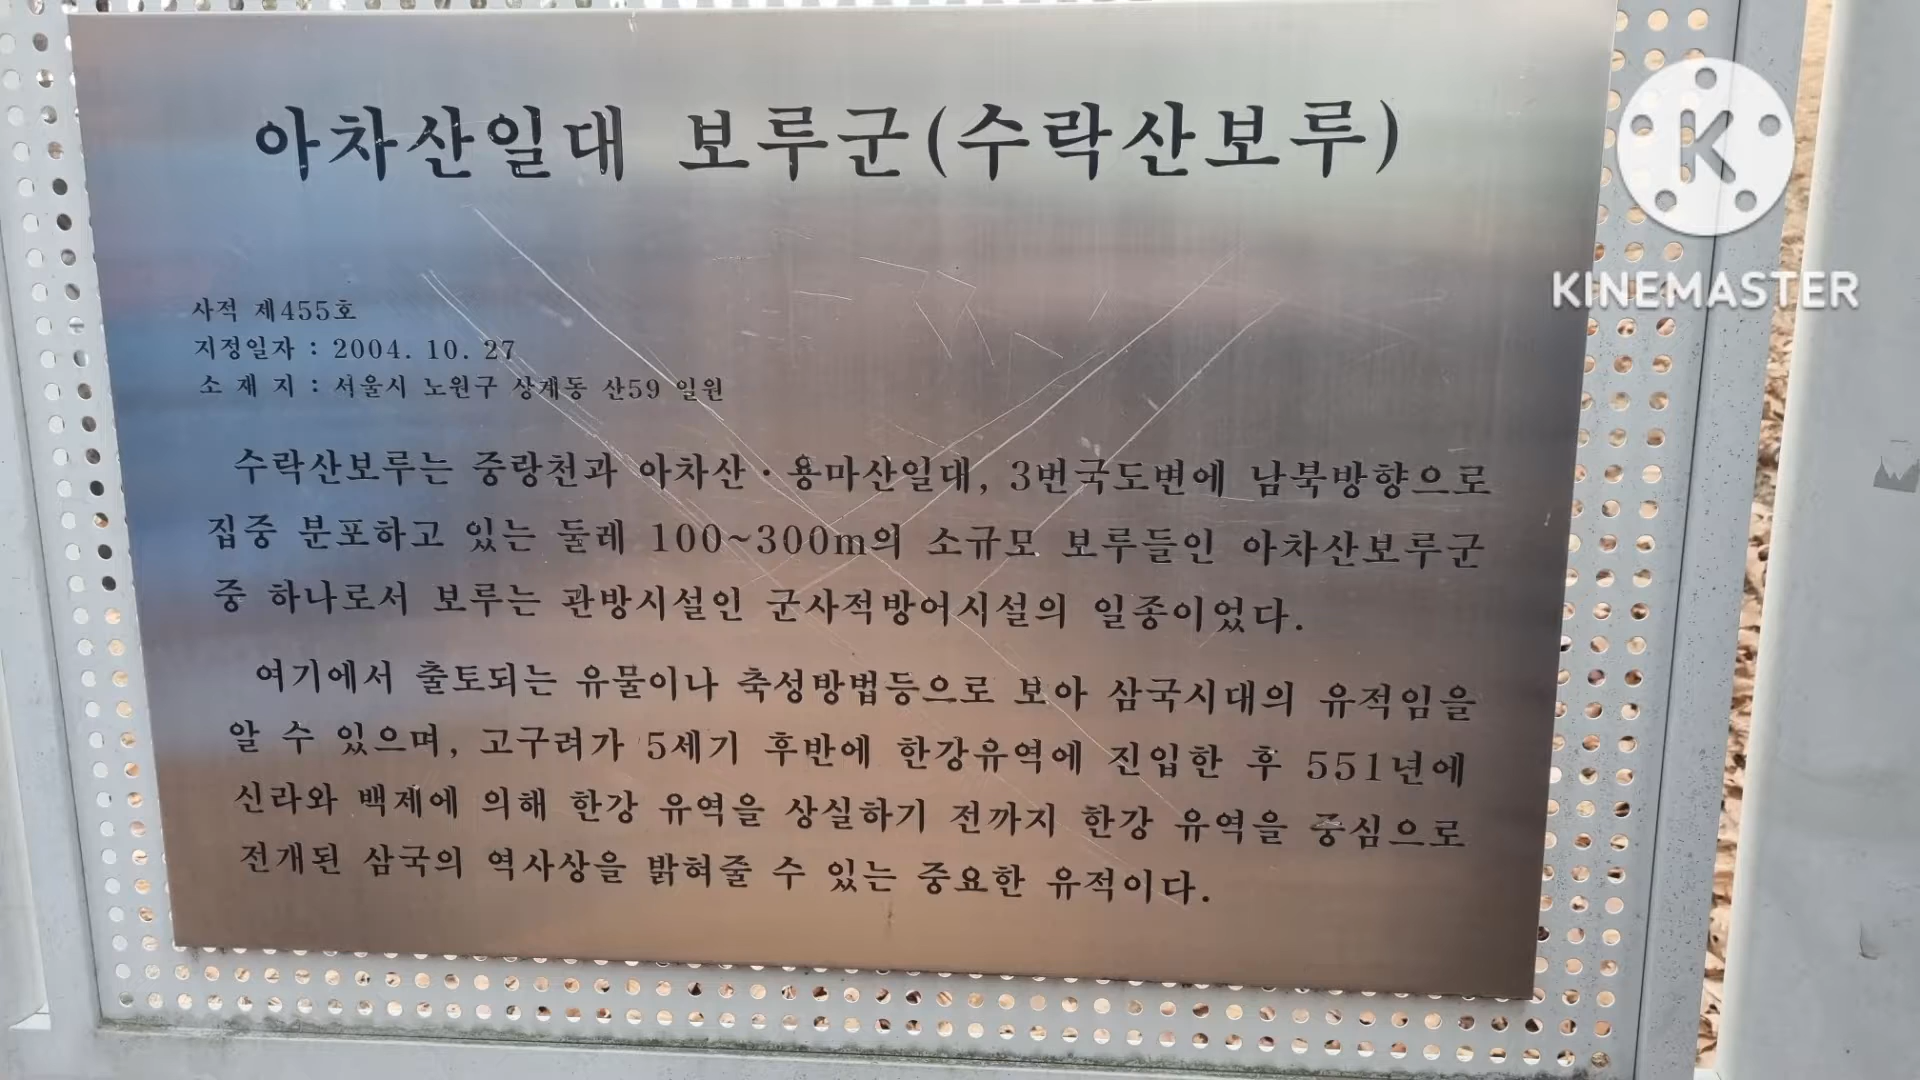 아차산일대 보루군(수락산보루)
사적 제455호
지정일자 : 2004. 10. 27
소 재 지 : 서울시 노원구 상계동 산59 일원
수락산보루는 중랑천과 아차산·용마산일대, 3번국도변에 남북방향으로
집중 분포하고 있는 둘레 100~300m의 소규모 보루들인 아차산보루군
중 하나로서 보루는 관방시설인 군사적방어시설의 일종이었다.
여기에서 출토되는 유물이나 축성방법등으로 보아 삼국시대의 유적임을
알 수 있으며, 고구려가 5세기 후반에 한강유역에 진입한 후 551년에
신라와 백제에 의해 한강 유역을 상실하기 전까지 한강 유역을 중심으로
전개된 삼국의 역사상을 밝혀줄 수 있는 중요한 유적이다.
K
KINEMASTER